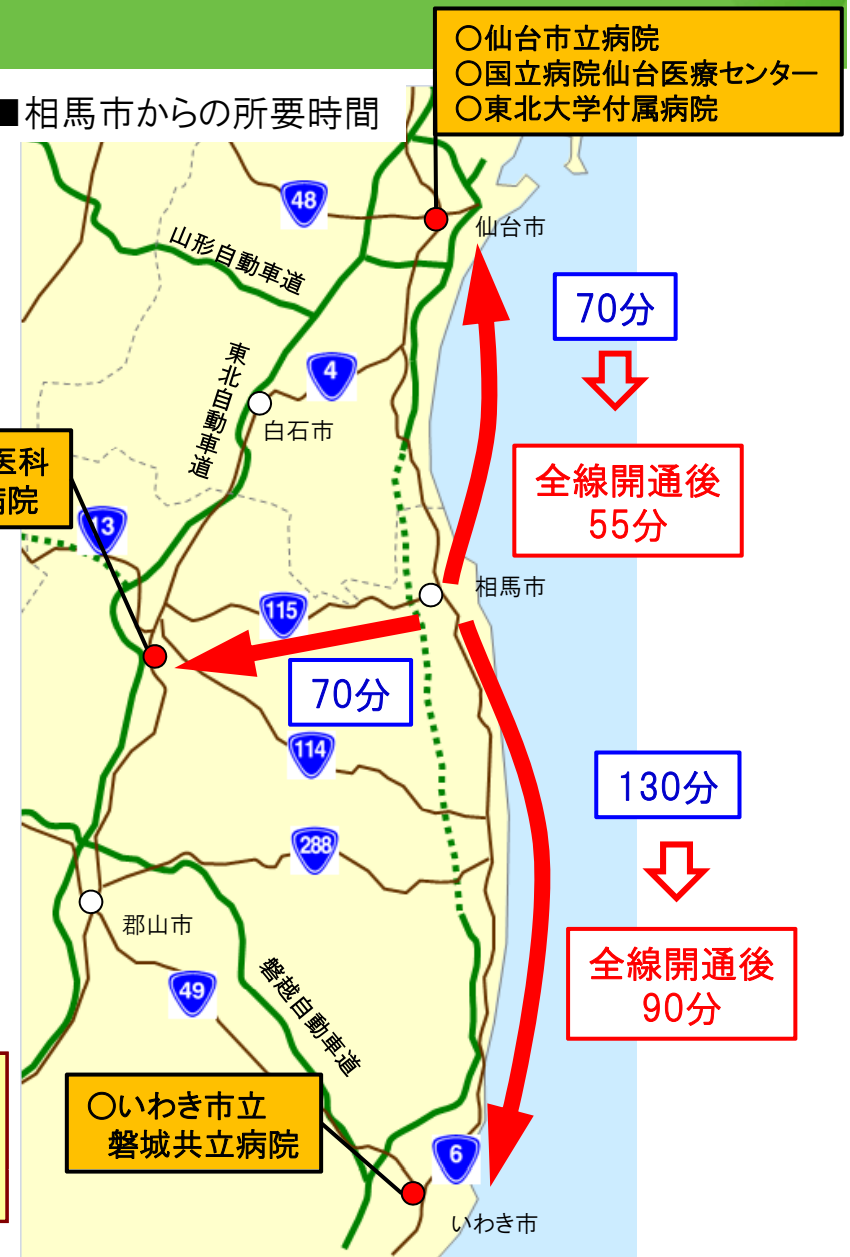 ○仙台市立病院
○国立病院仙台医療センター
○東北大学付属病院
■相馬市からの所要時間
48
仙台市
山形自動車道
70分
東北自動車道
4
白石市
全線開通後
55分
医科
病院
13
相馬市
115
70分
114
130分
288
郡山市
全線開通後
90分
49
磐越自動車道
○いわき市立
磐城共立病院
6
いわき市